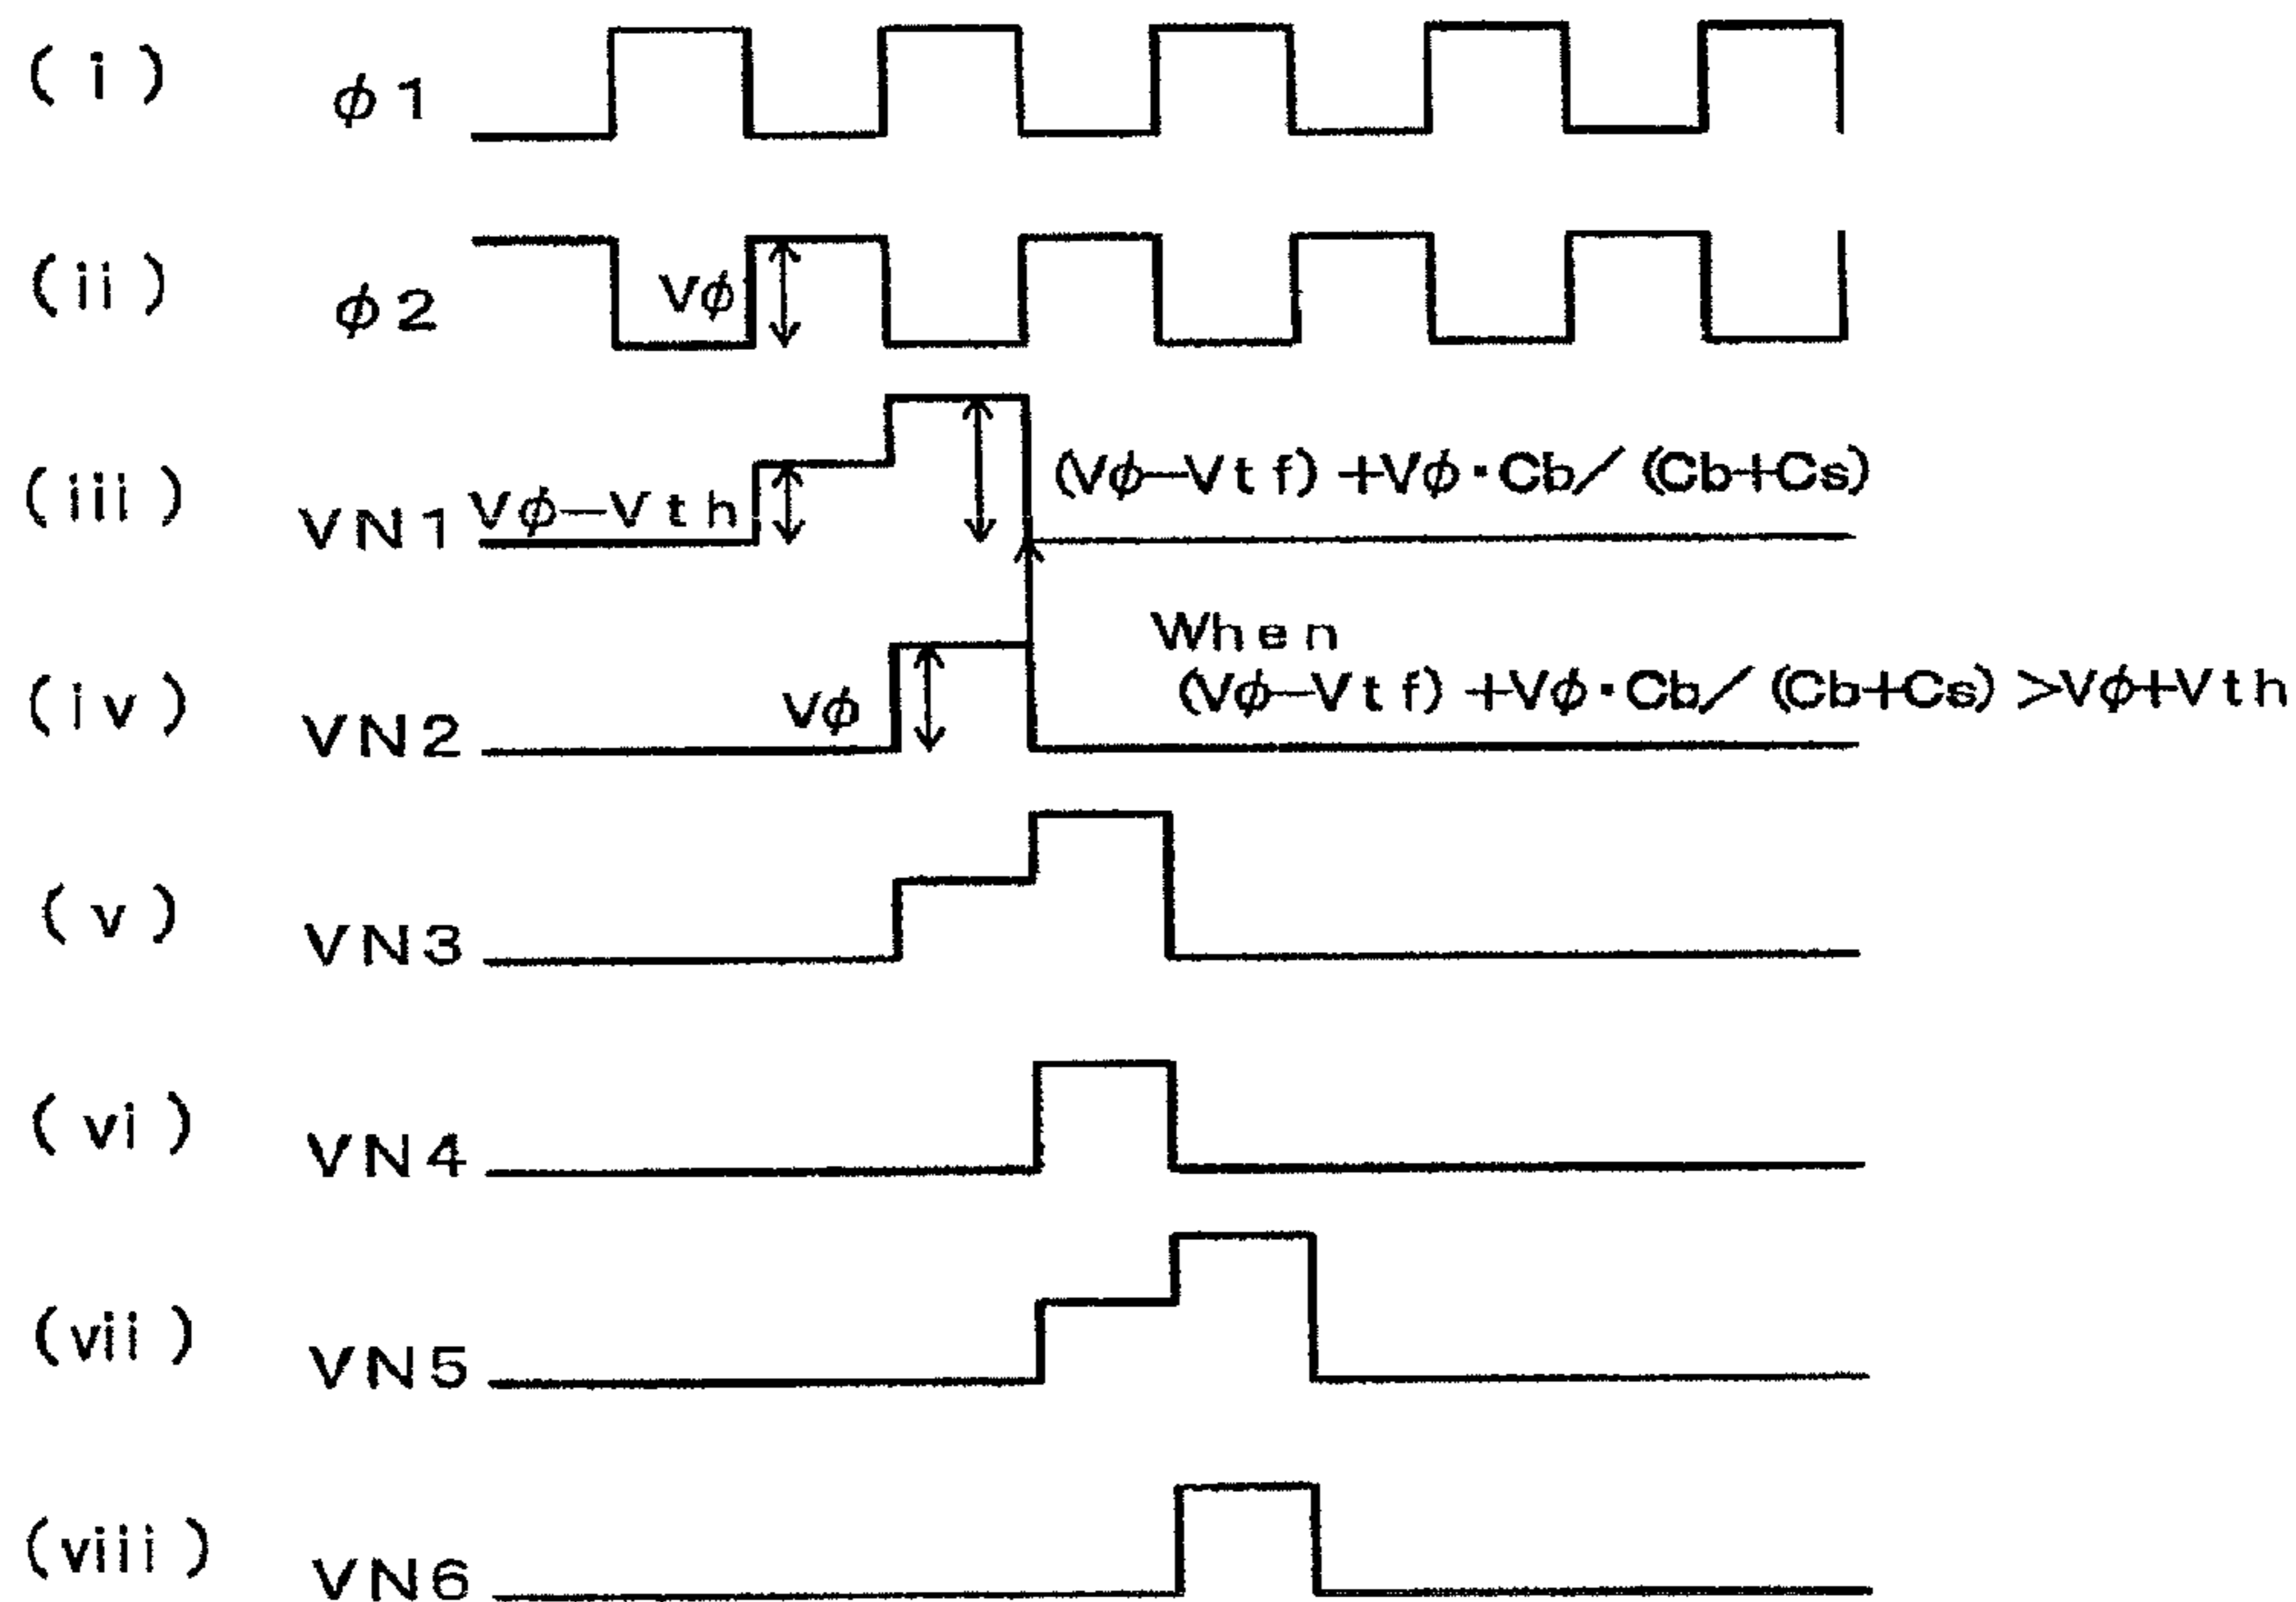 (i) φ1
(ii) φ2
Vφ
(iii) VN1
Vφ−Vth
(Vφ−Vtf)+Vφ·Cb/(Cb+Cs)
(iv) VN2
Vφ
When
(Vφ−Vtf)+Vφ·Cb/(Cb+Cs)>Vφ+Vth
(v) VN3
(vi) VN4
(vii) VN5
(viii) VN6